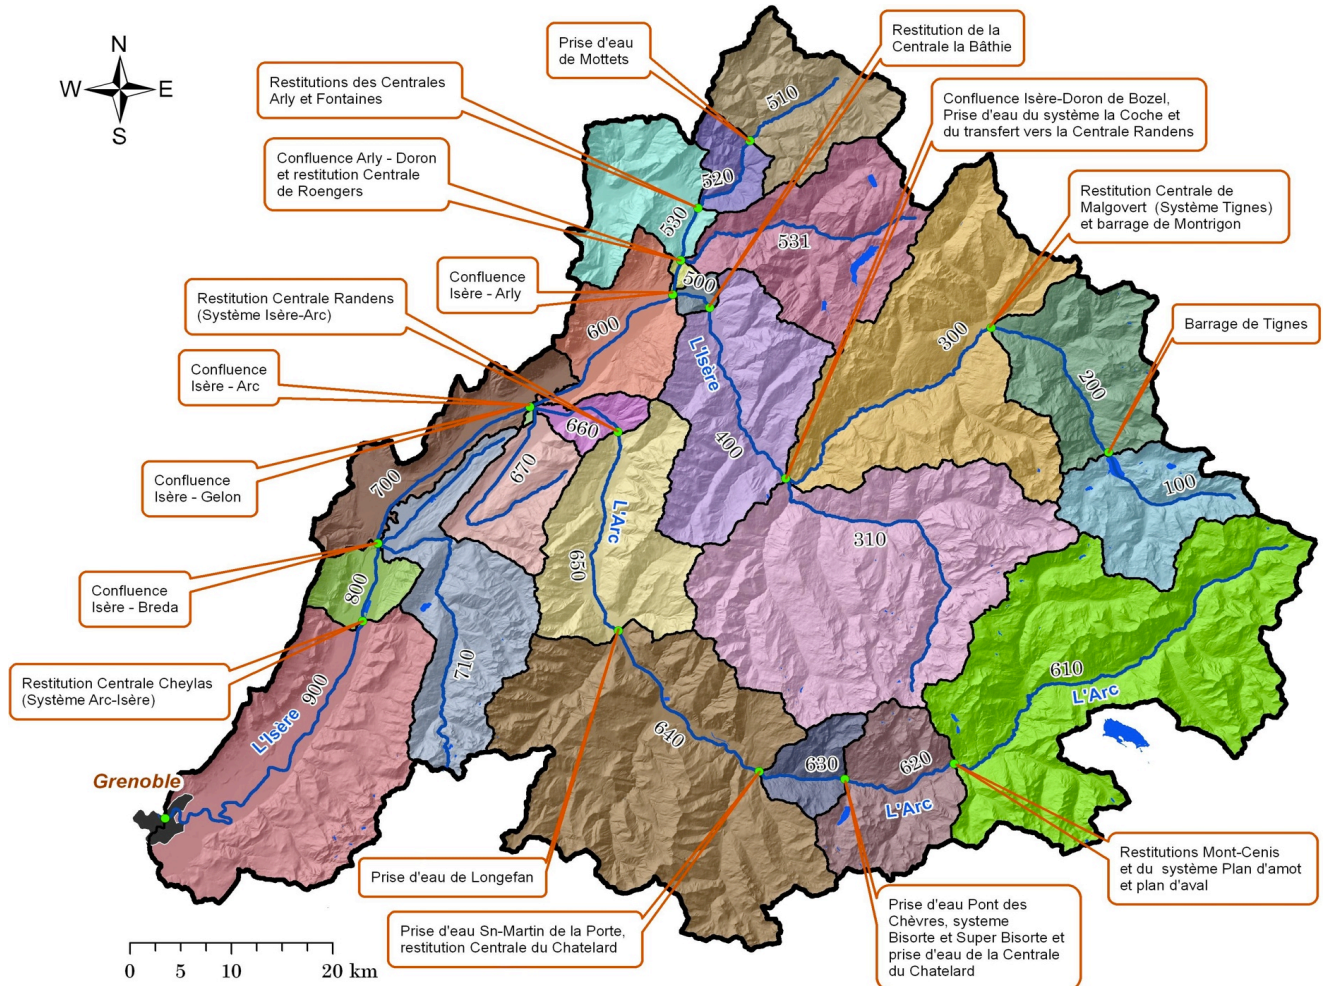 N
W
E
S
Prise d'eau
de Mottets
Restitution de la
Centrale la Bâthie
Restitutions des Centrales
Arly et Fontaines
Confluence Isère-Doron de Bozel,
Prise d'eau du système la Coche et
du transfert vers la Centrale Randens
Confluence Arly - Doron
et restitution Centrale
de Roengers
Restitution Centrale de
Malgovert (Système Tignes)
et barrage de Montrigon
Confluence
Isère - Arly
Restitution Centrale Randens
(Système Isère-Arc)
Barrage de Tignes
Confluence
Isère - Arc
Confluence
Isère - Gelon
Confluence
Isère - Breda
Restitution Centrale Cheylas
(Système Arc-Isère)
510
520
530
531
500
600
300
200
L'Isère
400
660
670
700
100
L'Arc
650
310
800
710
610
L'Arc
900
L'Isère
640
630
620
L'Arc
Grenoble
Prise d'eau de Longefan
Prise d'eau Sn-Martin de la Porte,
restitution Centrale du Chatelard
Prise d'eau Pont des
Chèvres, systeme
Bisorte et Super Bisorte et
prise d'eau de la Centrale
du Chatelard
Restitutions Mont-Cenis
et du système Plan d'amot
et plan d'aval
0 5 10 20 km